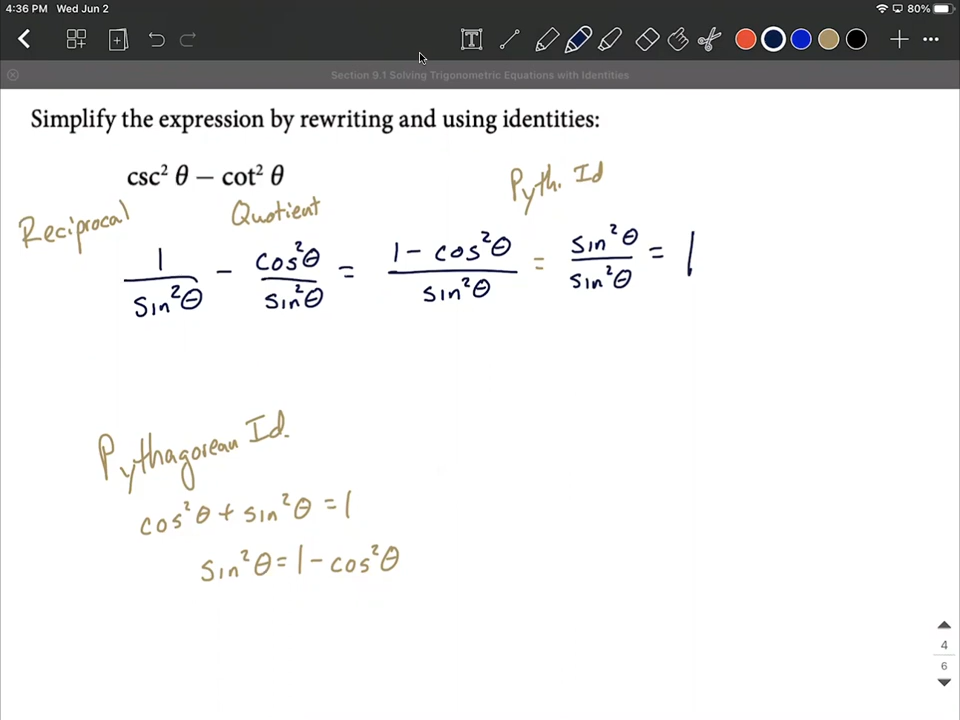 4:36 PM Wed Jun 2 80%
Section 9.1 Solving Trigonometric Equations with Identities
Simplify the expression by rewriting and using identities:
csc² θ − cot² θ
Reciprocal Quotient Pyth. Id
1/sin²θ − cos²θ/sin²θ = (1 − cos²θ)/sin²θ = sin²θ/sin²θ = 1
Pythagorean Id.
cos²θ + sin²θ = 1
sin²θ = 1 − cos²θ
4
6